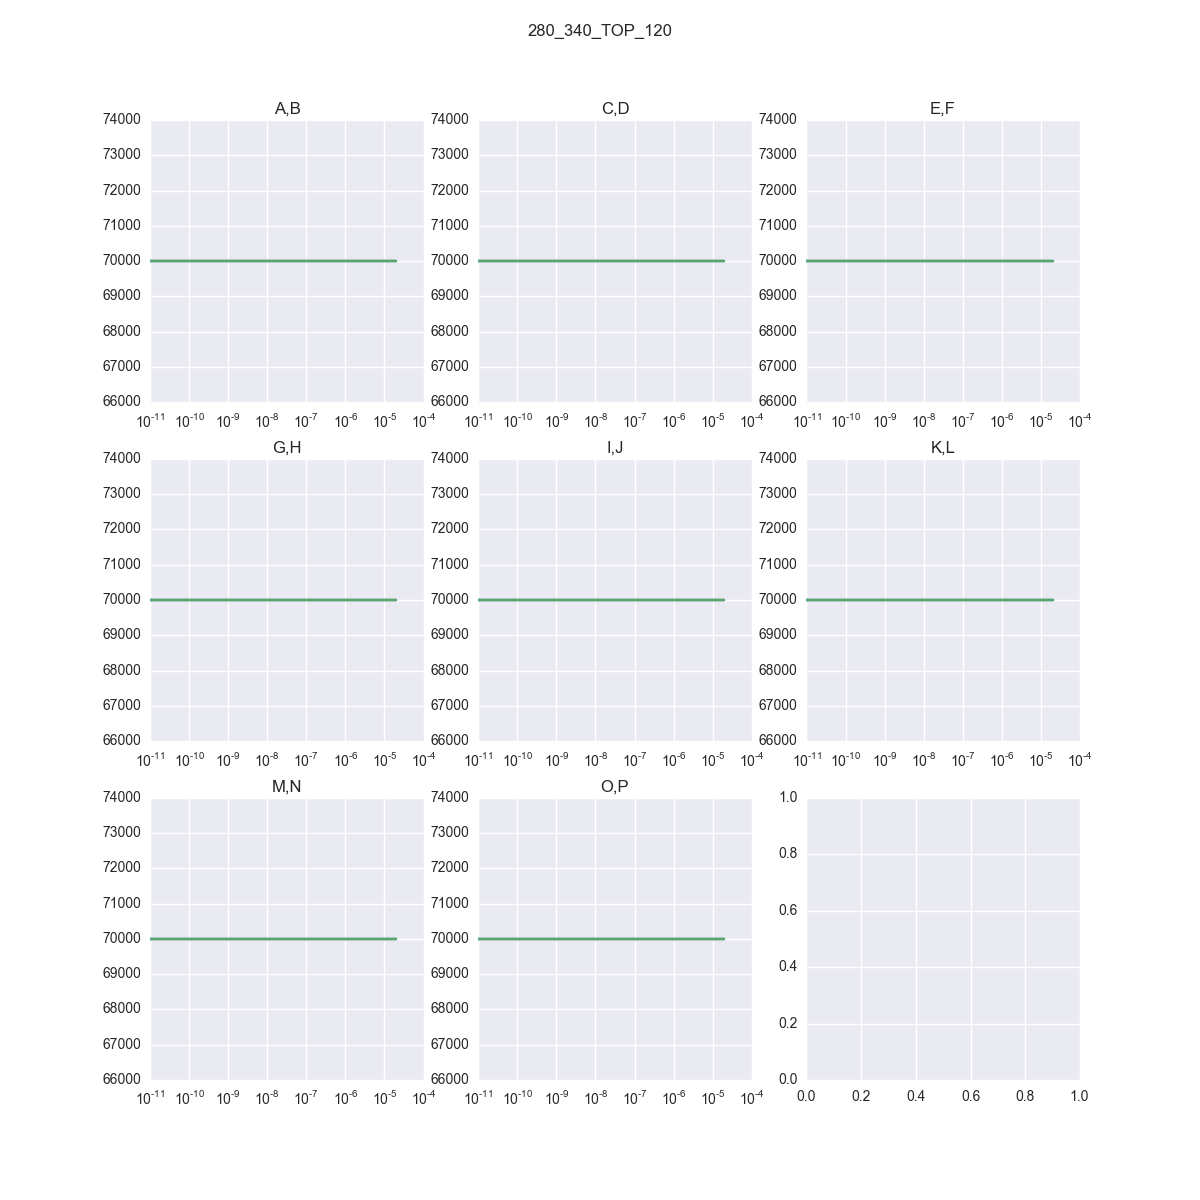 280_340_TOP_120
A,B
C,D
E,F
74000 74000 74000
73000 73000 73000
72000 72000 72000
71000 71000 71000
70000 70000 70000
69000 69000 69000
68000 68000 68000
67000 67000 67000
66000 66000 66000
10⁻¹¹ 10⁻¹⁰ 10⁻⁹ 10⁻⁸ 10⁻⁷ 10⁻⁶ 10⁻⁵ 10⁻⁴ 10⁻¹¹ 10⁻¹⁰ 10⁻⁹ 10⁻⁸ 10⁻⁷ 10⁻⁶ 10⁻⁵ 10⁻⁴ 10⁻¹¹ 10⁻¹⁰ 10⁻⁹ 10⁻⁸ 10⁻⁷ 10⁻⁶ 10⁻⁵ 10⁻⁴
G,H
I,J
K,L
74000 74000 74000
73000 73000 73000
72000 72000 72000
71000 71000 71000
70000 70000 70000
69000 69000 69000
68000 68000 68000
67000 67000 67000
66000 66000 66000
10⁻¹¹ 10⁻¹⁰ 10⁻⁹ 10⁻⁸ 10⁻⁷ 10⁻⁶ 10⁻⁵ 10⁻⁴ 10⁻¹¹ 10⁻¹⁰ 10⁻⁹ 10⁻⁸ 10⁻⁷ 10⁻⁶ 10⁻⁵ 10⁻⁴ 10⁻¹¹ 10⁻¹⁰ 10⁻⁹ 10⁻⁸ 10⁻⁷ 10⁻⁶ 10⁻⁵ 10⁻⁴
M,N
O,P
74000 74000 1.0
73000 73000
72000 72000 0.8
71000 71000 0.6
70000 70000
69000 69000 0.4
68000 68000 0.2
67000 67000
66000 66000 0.0
10⁻¹¹ 10⁻¹⁰ 10⁻⁹ 10⁻⁸ 10⁻⁷ 10⁻⁶ 10⁻⁵ 10⁻⁴ 10⁻¹¹ 10⁻¹⁰ 10⁻⁹ 10⁻⁸ 10⁻⁷ 10⁻⁶ 10⁻⁵ 10⁻⁴ 0.0 0.2 0.4 0.6 0.8 1.0